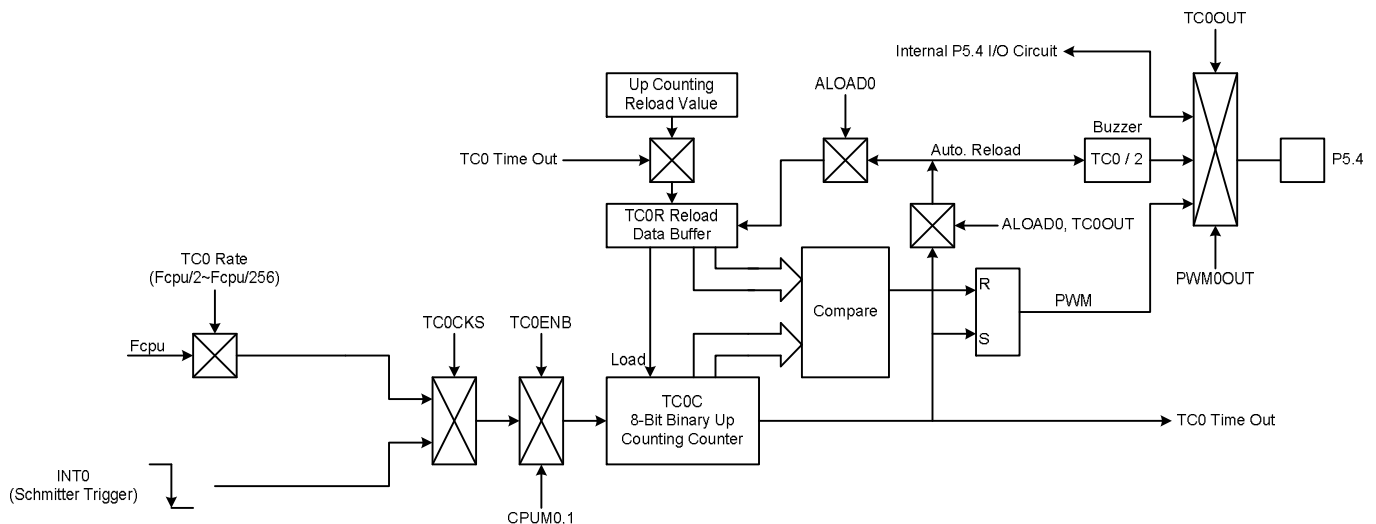 TC0OUT
Internal P5.4 I/O Circuit
Up Counting
Reload Value
ALOAD0
Buzzer
TC0 Time Out
Auto. Reload
TC0 / 2
P5.4
TC0R Reload
Data Buffer
ALOAD0, TC0OUT
TC0 Rate
(Fcpu/2~Fcpu/256)
PWM0OUT
R
PWM
Compare
TC0CKS
TC0ENB
S
Fcpu
Load
TC0C
8-Bit Binary Up
Counting Counter
TC0 Time Out
INT0
(Schmitter Trigger)
CPUM0.1